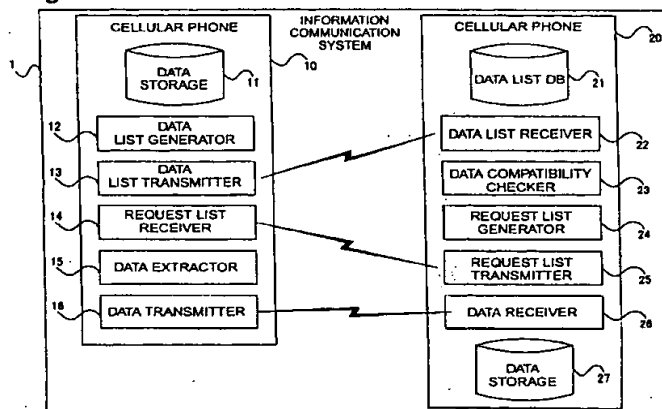 INFORMATION
COMMUNICATION
SYSTEM
1
CELLULAR PHONE
10
DATA
STORAGE
11
12
DATA
LIST GENERATOR
13
DATA
LIST TRANSMITTER
14
REQUEST LIST
RECEIVER
15
DATA EXTRACTOR
16
DATA TRANSMITTER
CELLULAR PHONE
20
DATA LIST DB
21
DATA LIST RECEIVER
22
DATA COMPATIBILITY
CHECKER
23
REQUEST LIST
GENERATOR
24
REQUEST LIST
TRANSMITTER
25
DATA RECEIVER
26
DATA
STORAGE
27